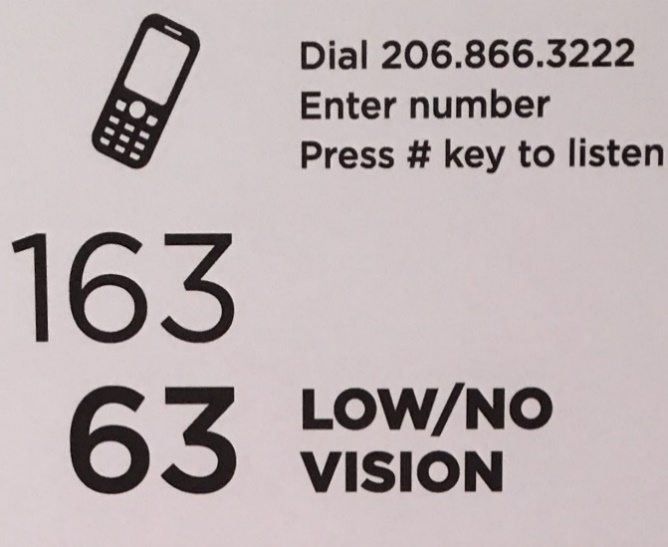 Dial 206.866.3222
Enter number
Press # key to listen
163
63 LOW/NO
VISION